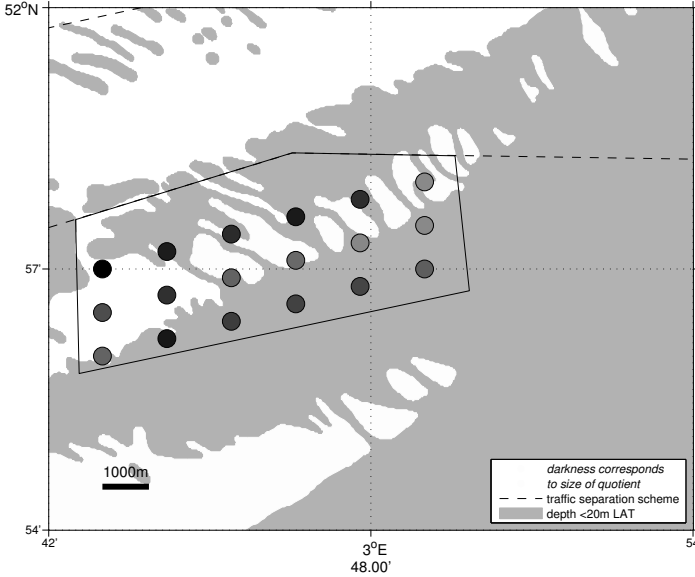 52°N
57'
1000m
darkness corresponds
to size of quotient
traffic separation scheme
depth <20m LAT
54'
42'
3°E
48.00'
54